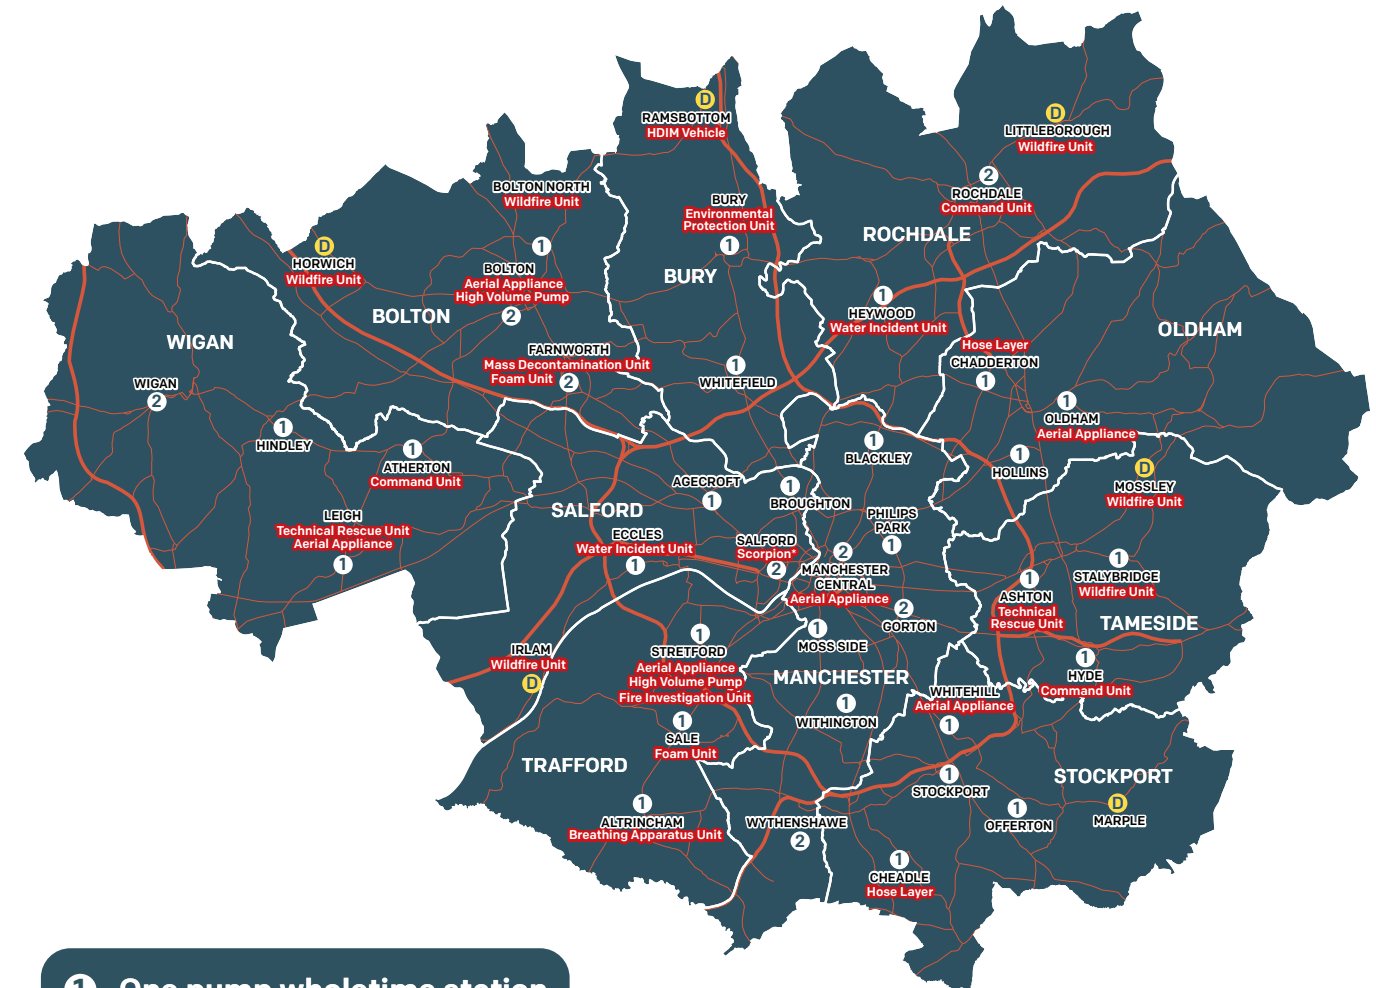 D
RAMSBOTTOM
HDIM Vehicle
D
LITTLEBOROUGH
Wildfire Unit
2
ROCHDALE
Command Unit
BOLTON NORTH
Wildfire Unit
1
BURY
Environmental
Protection Unit
1
ROCHDALE
D
HORWICH
Wildfire Unit
BOLTON
Aerial Appliance
High Volume Pump
2
BURY
BOLTON
1
HEYWOOD
Water Incident Unit
OLDHAM
WIGAN
Hose Layer
CHADDERTON
1
FARNWORTH
Mass Decontamination Unit
Foam Unit
2
1
WHITEFIELD
WIGAN
2
1
OLDHAM
Aerial Appliance
1
HINDLEY
1
ATHERTON
Command Unit
1
BLACKLEY
1
HOLLINS
D
MOSSLEY
Wildfire Unit
AGECROFT
1
1
BROUGHTON
SALFORD
LEIGH
Technical Rescue Unit
Aerial Appliance
1
PHILIPS
PARK
1
ECCLES
Water Incident Unit
1
SALFORD
Scorpion*
2
2
MANCHESTER
CENTRAL
Aerial Appliance
1
STALYBRIDGE
Wildfire Unit
1
ASHTON
Technical
Rescue Unit
TAMESIDE
2
GORTON
1
MOSS SIDE
1
STRETFORD
Aerial Appliance
High Volume Pump
Fire Investigation Unit
IRLAM
Wildfire Unit
D
1
HYDE
Command Unit
MANCHESTER
WHITEHILL
Aerial Appliance
1
1
WITHINGTON
1
SALE
Foam Unit
TRAFFORD
1
STOCKPORT
STOCKPORT
1
ALTRINCHAM
Breathing Apparatus Unit
1
OFFERTON
D
MARPLE
WYTHENSHAWE
2
1
CHEADLE
Hose Layer
1 One pump wholetime station